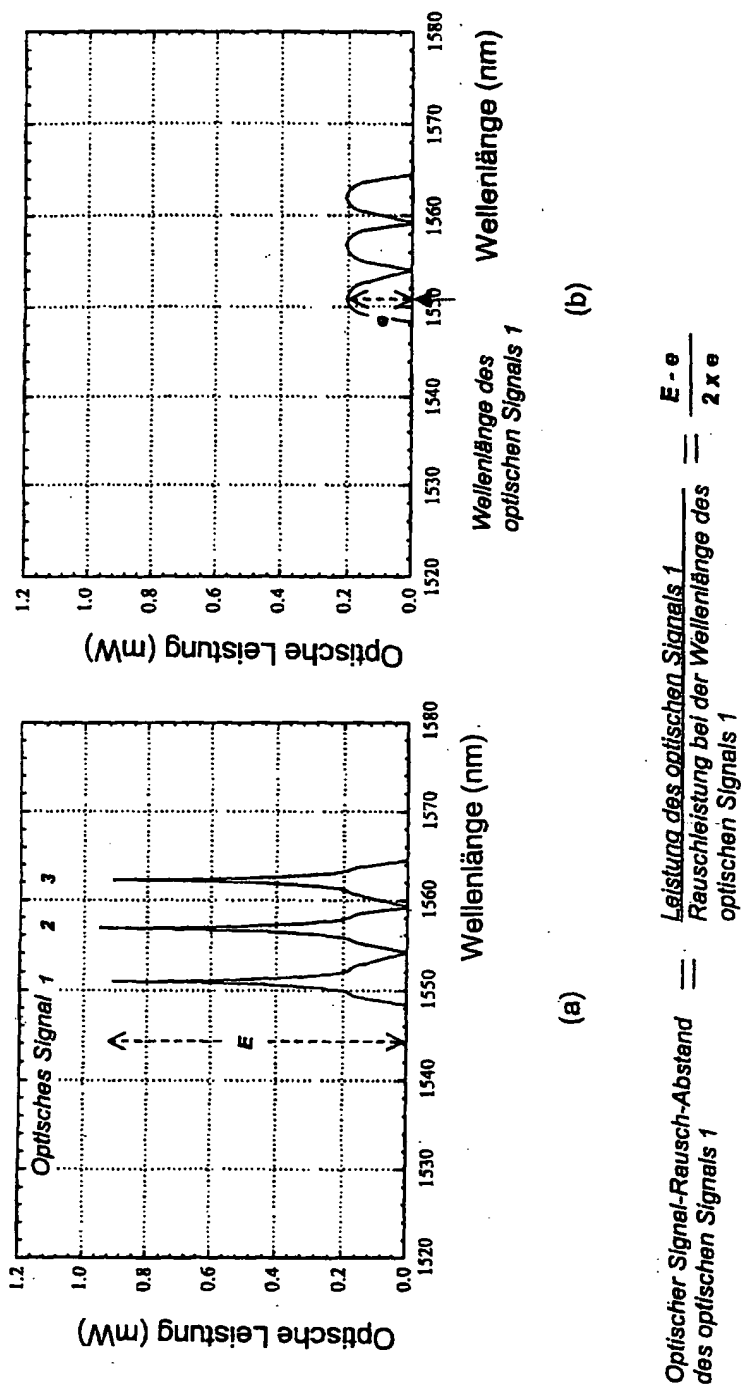 Optische Leistung (mW)
1.2
1.0
0.8
0.6
0.4
0.2
0.0
Optisches Signal 1
2
3
E
1520
1530
1540
1550
1560
1570
1580
Wellenlänge (nm)
(a)
Optische Leistung (mW)
1.2
1.0
0.8
0.6
0.4
0.2
0.0
e
1520
1530
1540
1550
1560
1570
1580
Wellenlänge des
optischen Signals 1
Wellenlänge (nm)
(b)
Optischer Signal-Rausch-Abstand
des optischen Signals 1
=
Leistung des optischen Signals 1
Rauschleistung bei der Wellenlänge des
optischen Signals 1
=
E - e
2 x e